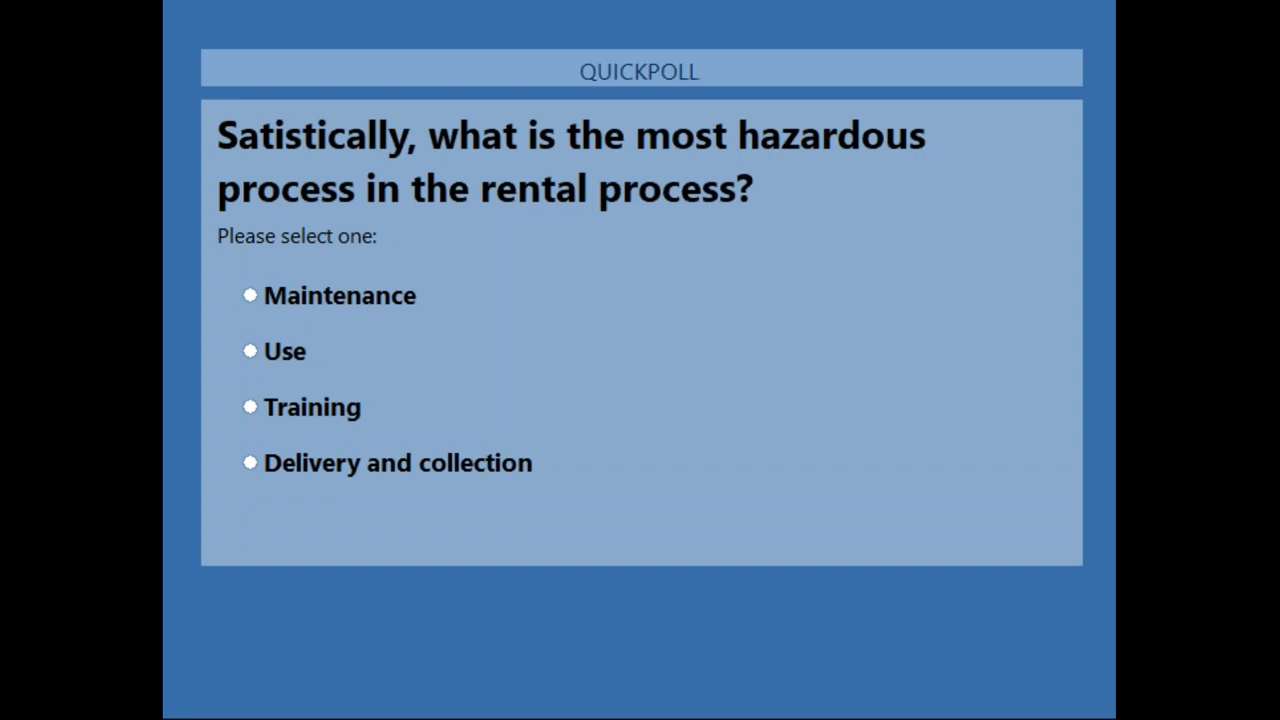 QUICKPOLL
Satistically, what is the most hazardous
process in the rental process?
Please select one:
Maintenance
Use
Training
Delivery and collection